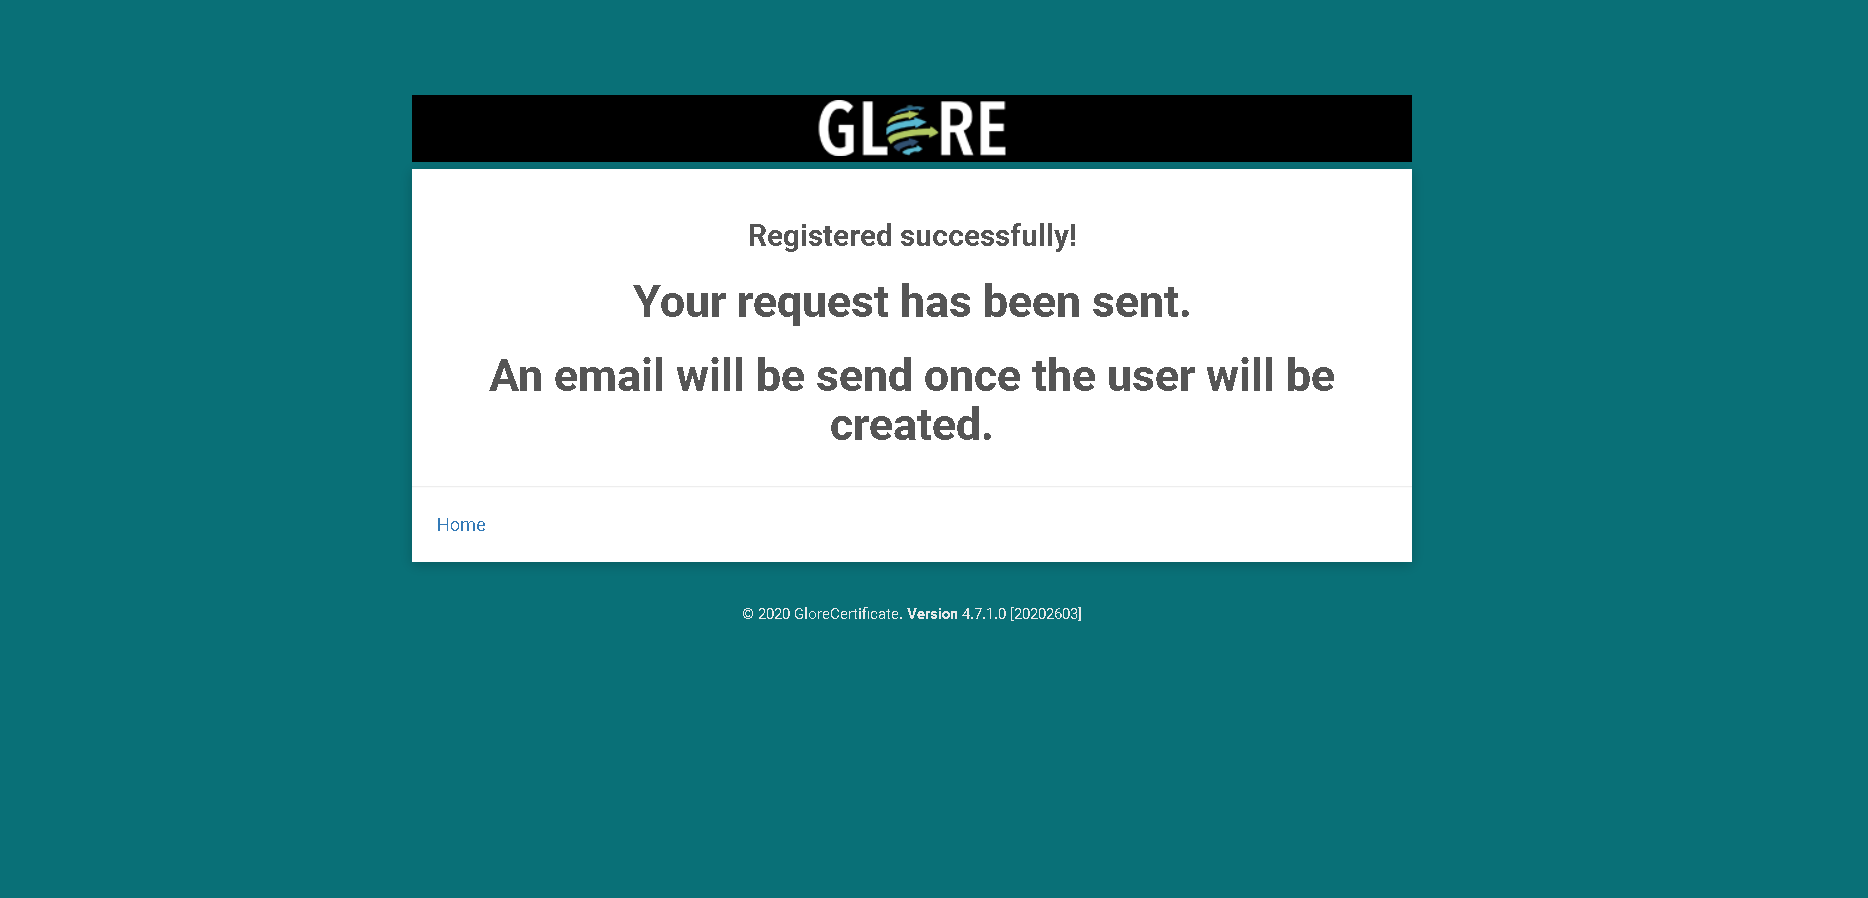 GLORE
Registered successfully!
Your request has been sent.
An email will be send once the user will be
created.
Home
© 2020 GloreCertificate. Version 4.7.1.0 [20202603]